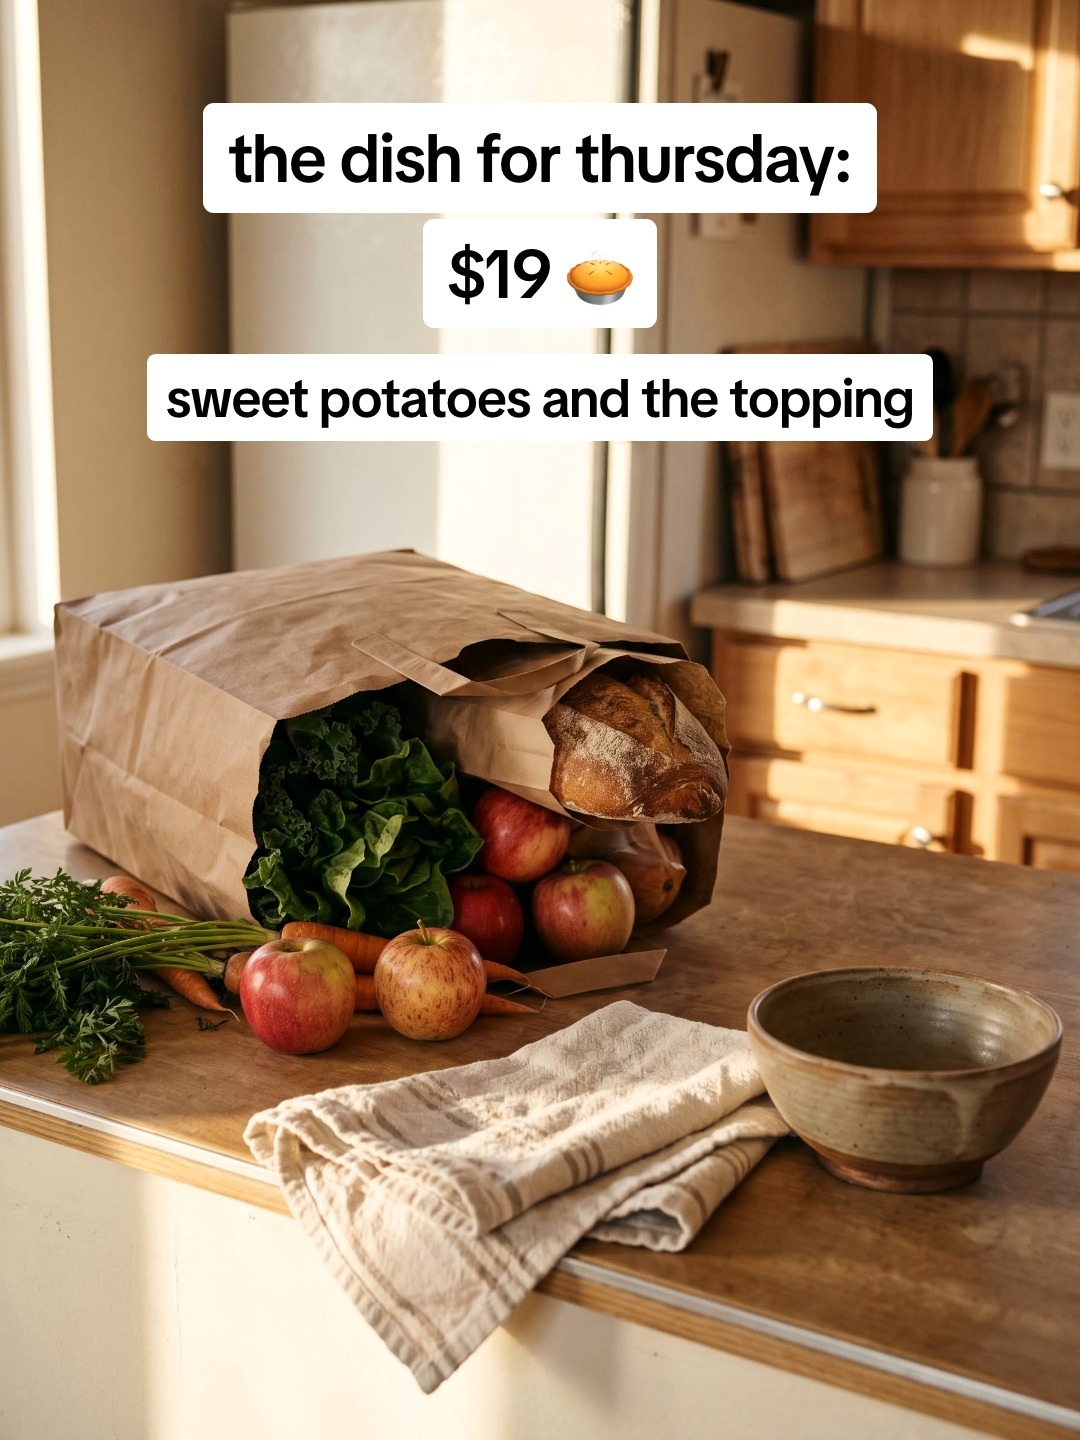 the dish for thursday:
$19 🥧
sweet potatoes and the topping